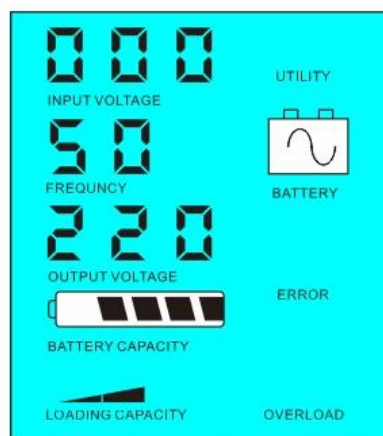 000
INPUT VOLTAGE
UTILITY
50
FREQUNCY
BATTERY
220
OUTPUT VOLTAGE
ERROR
BATTERY CAPACITY
LOADING CAPACITY
OVERLOAD